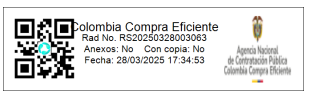 Colombia Compra Eficiente
Rad No. RS20250328003063
Anexos: No Con copia: No
Fecha: 28/03/2025 17:34:53
Agencia Nacional
de Contratación Pública
Colombia Compra Eficiente